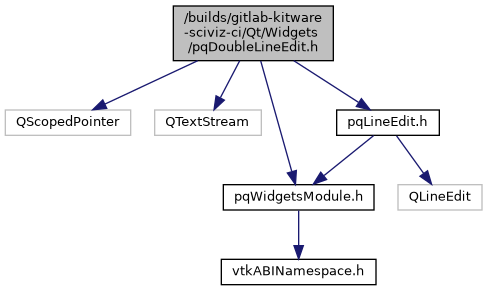 /builds/gitlab-kitware
-sciviz-ci/Qt/Widgets
/pqDoubleLineEdit.h
QScopedPointer
QTextStream
pqLineEdit.h
pqWidgetsModule.h
QLineEdit
vtkABINamespace.h